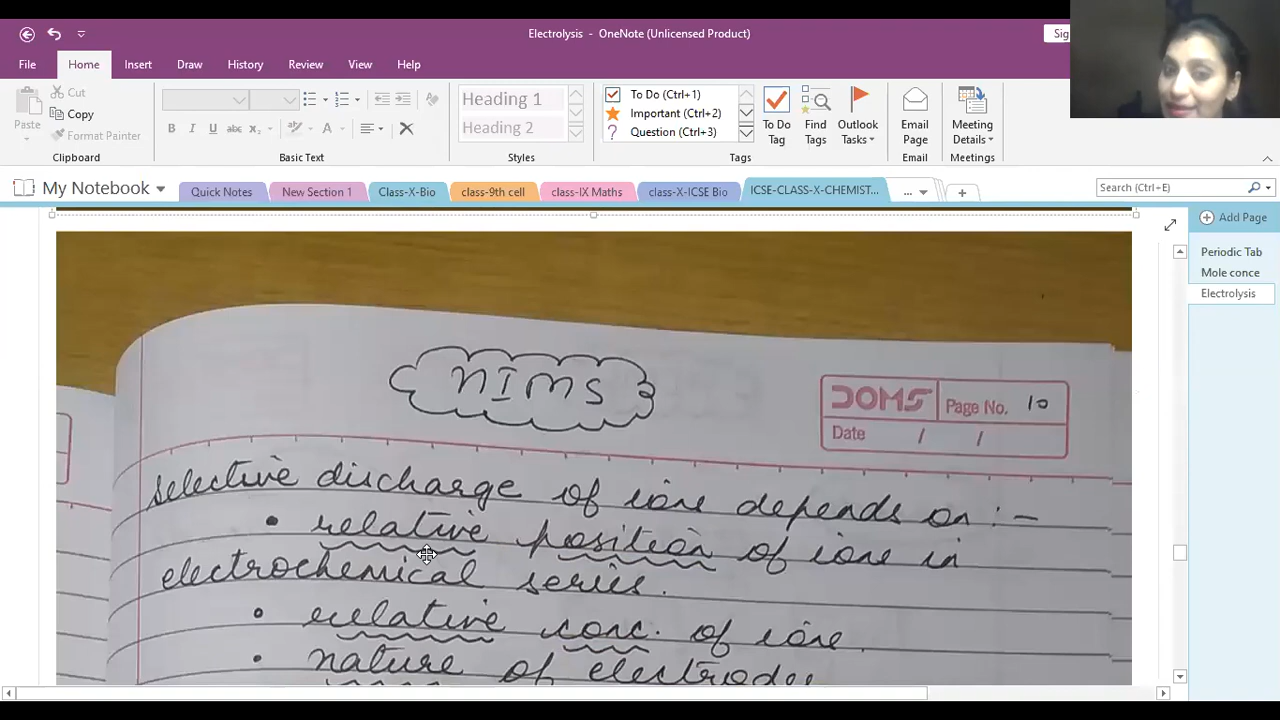 Electrolysis - OneNote (Unlicensed Product)
Sig
File Home Insert Draw History Review View Help
Paste
Cut
Copy
Format Painter
Clipboard
B I U abc x₂ A
Basic Text
Heading 1
Heading 2
Styles
To Do (Ctrl+1)
Important (Ctrl+2)
Question (Ctrl+3)
To Do Tag
Find Tags
Outlook Tasks
Tags
Email Page
Email
Meeting Details
Meetings
My Notebook
Quick Notes
New Section 1
Class-X-Bio
class-9th cell
class-IX Maths
class-X-ICSE Bio
ICSE-CLASS-X-CHEMIST...
...
Search (Ctrl+E)
Add Page
Periodic Tab
Mole conce
Electrolysis
NIMS
DOMS Page No. 10
Date / /
selective discharge of ions depends on :-
• relative position of ions in
electrochemical series.
• relative conc. of ions.
• nature of electrodes